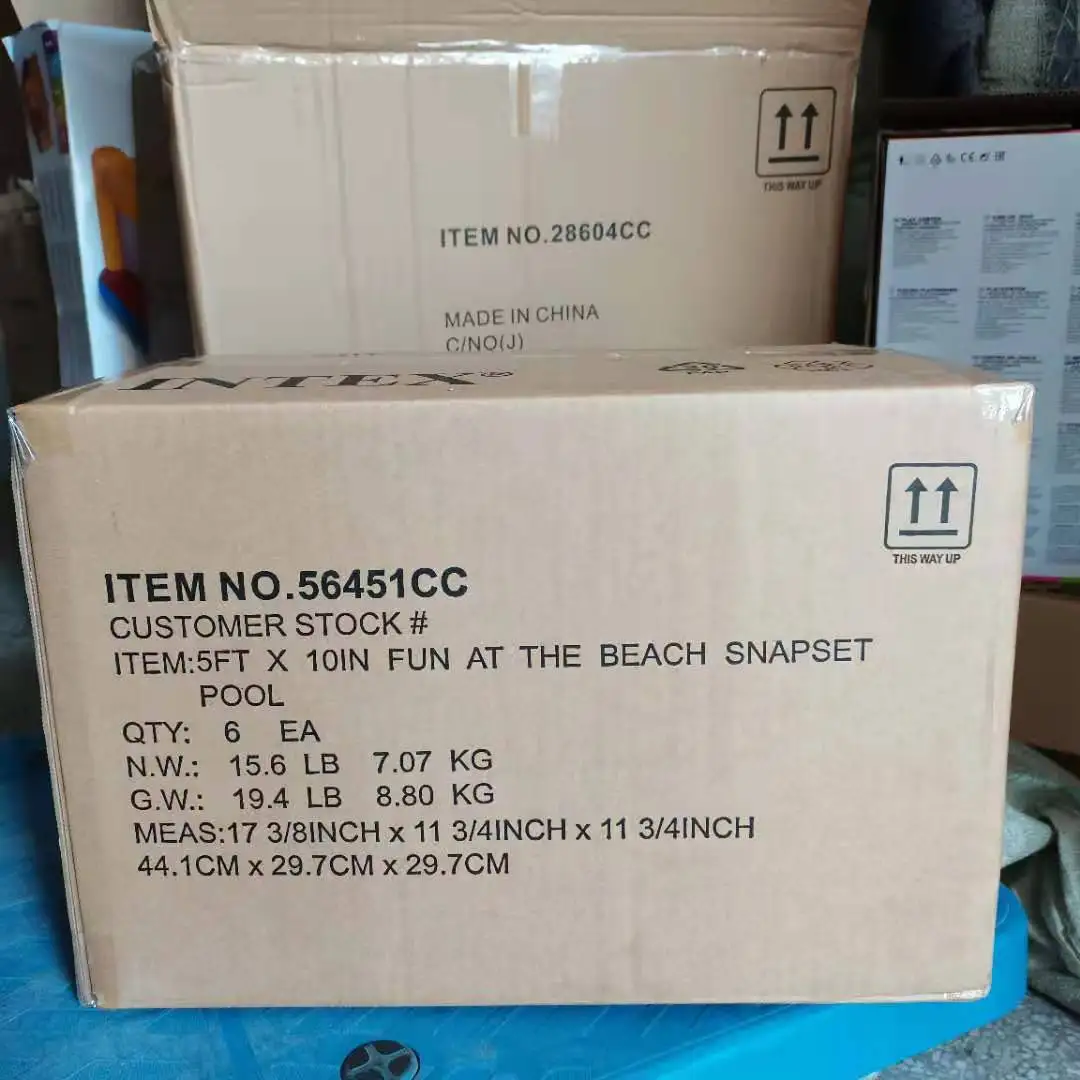 THIS WAY UP
ITEM NO.28604CC
MADE IN CHINA
C/NO(J)
INTEX®
THIS WAY UP
ITEM NO.56451CC
CUSTOMER STOCK #
ITEM:5FT X 10IN FUN AT THE BEACH SNAPSET
POOL
QTY: 6 EA
N.W.: 15.6 LB 7.07 KG
G.W.: 19.4 LB 8.80 KG
MEAS:17 3/8INCH x 11 3/4INCH x 11 3/4INCH
44.1CM x 29.7CM x 29.7CM